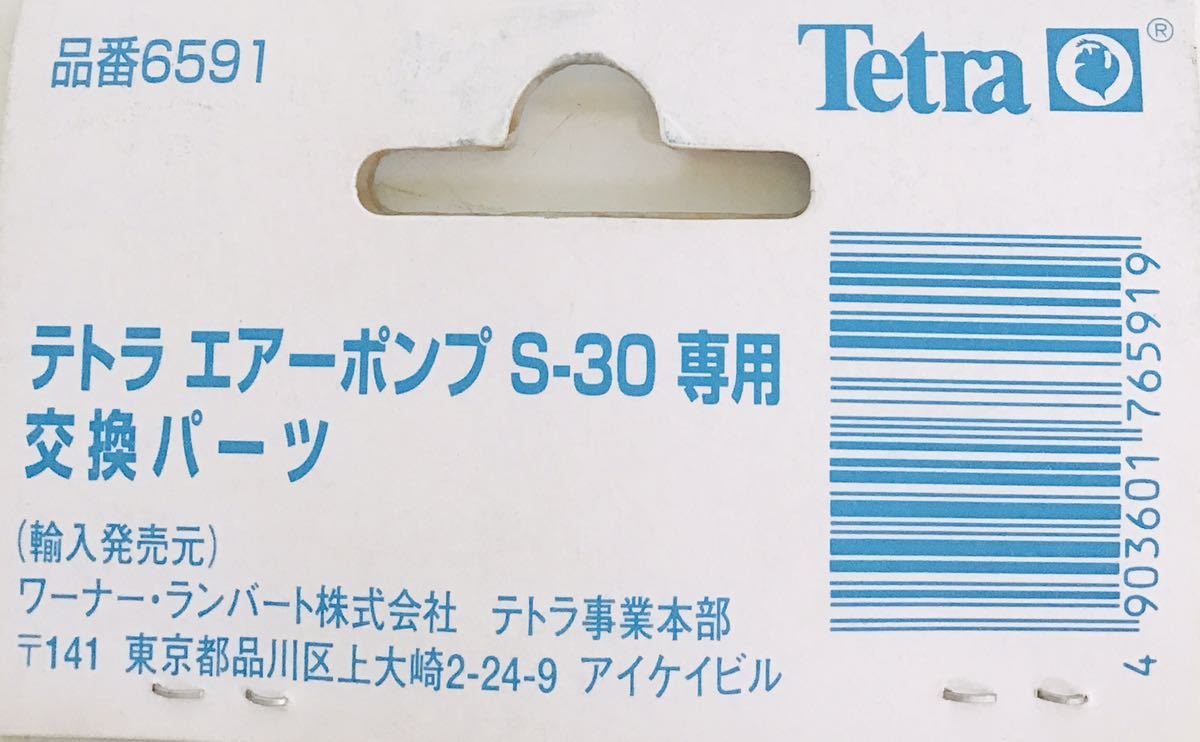 品番6591
Tetra®
テトラ エアーポンプ S-30 専用
交換パーツ
(輸入発売元)
ワーナー・ランバート株式会社 テトラ事業本部
〒141 東京都品川区上大崎2-24-9 アイケイビル
4 903601 765919